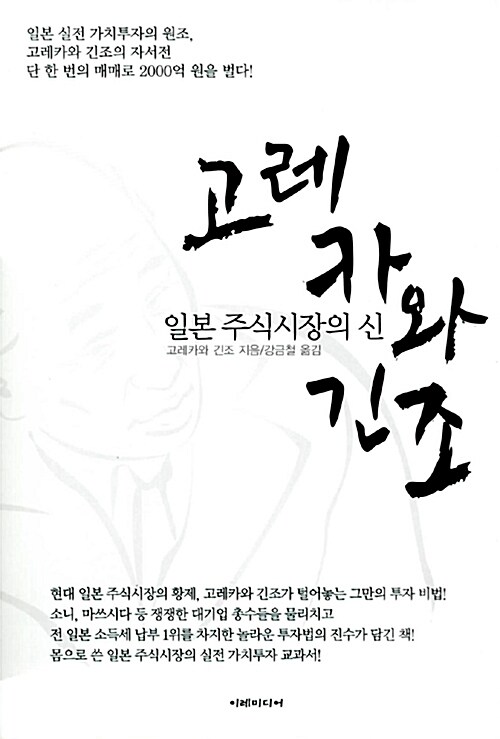 일본 실전 가치투자의 원조,
고레카와 긴조의 자서전
단 한 번의 매매로 2000억 원을 벌다!
고레
카와
긴조
일본 주식시장의 신
고레카와 긴조 지음/강금철 옮김
현대 일본 주식시장의 황제, 고레카와 긴조가 털어놓는 그만의 투자 비법!
소니, 마쓰시다 등 쟁쟁한 대기업 총수들을 물리치고
전 일본 소득세 납부 1위를 차지한 놀라운 투자법의 진수가 담긴 책!
몸으로 쓴 일본 주식시장의 실전 가치투자 교과서!
이레미디어